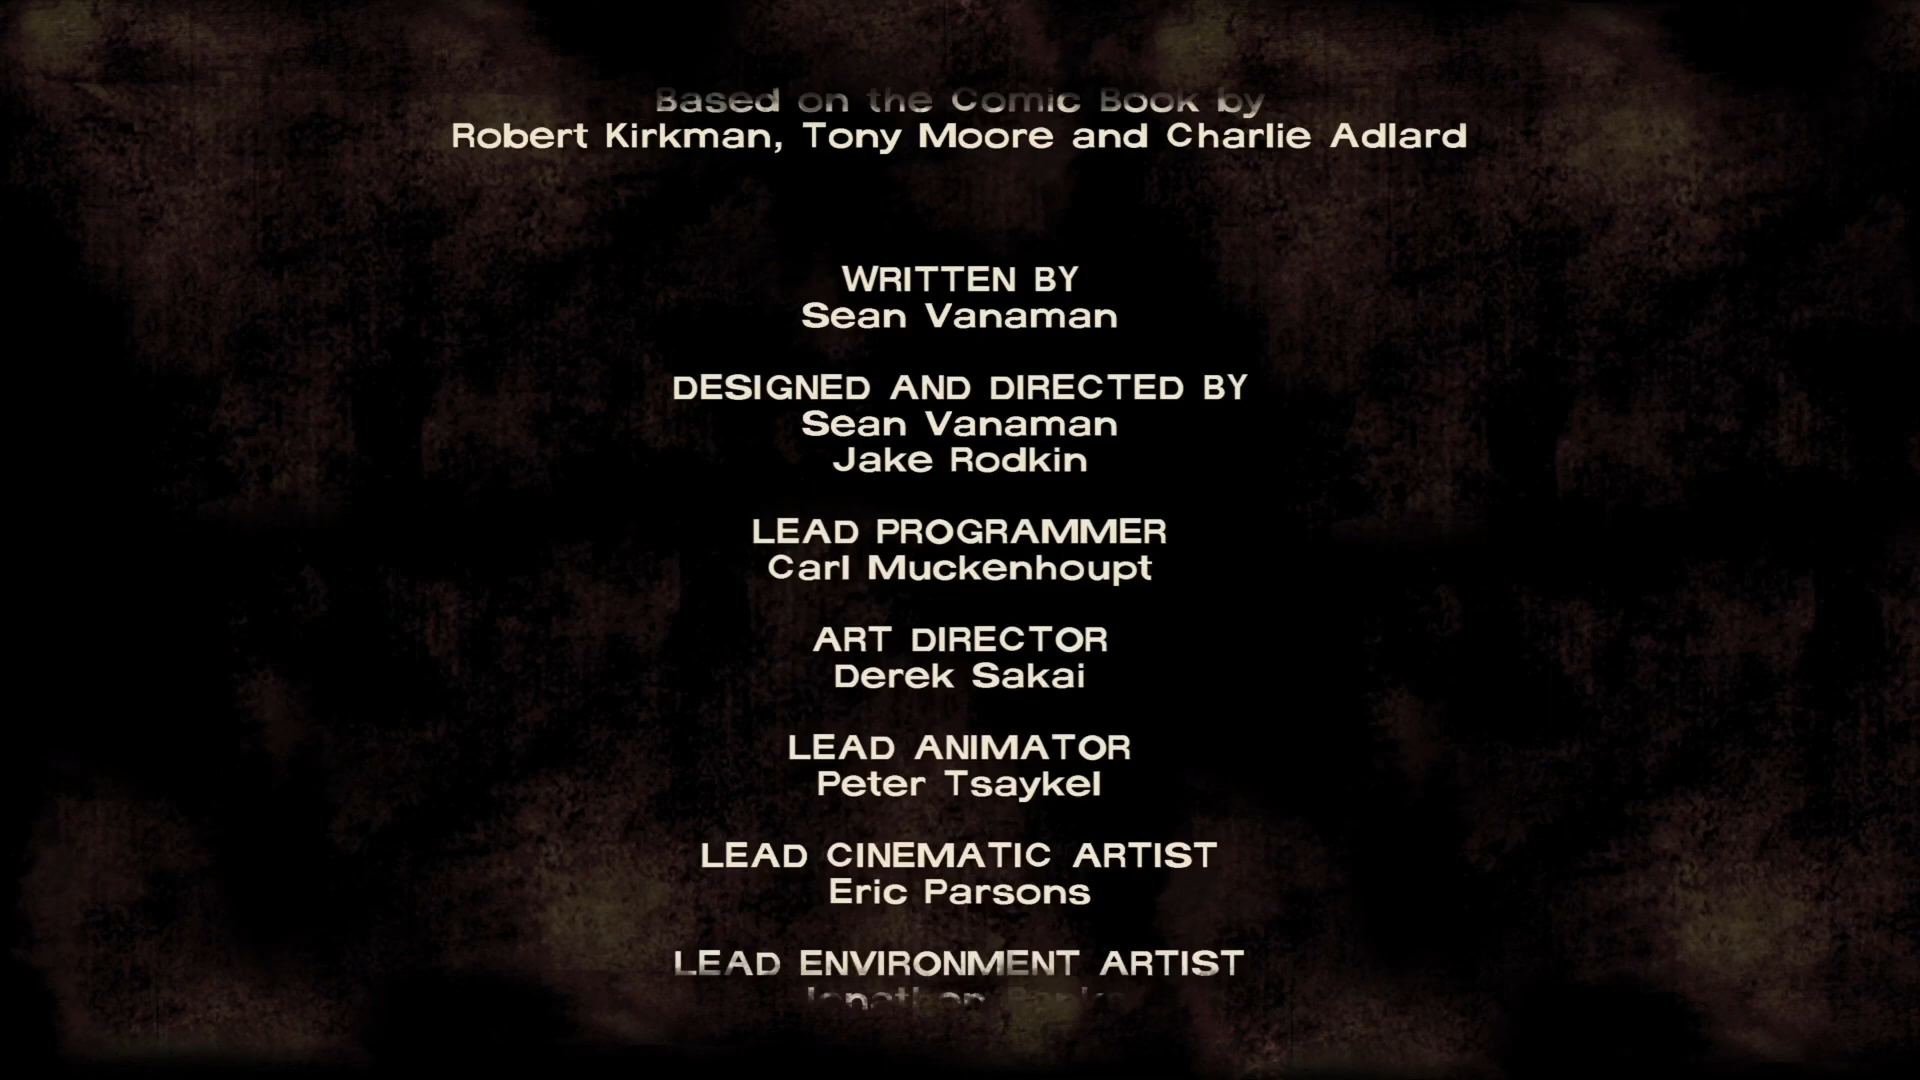 Based on the Comic Book by
Robert Kirkman, Tony Moore and Charlie Adlard
WRITTEN BY
Sean Vanaman
DESIGNED AND DIRECTED BY
Sean Vanaman
Jake Rodkin
LEAD PROGRAMMER
Carl Muckenhoupt
ART DIRECTOR
Derek Sakai
LEAD ANIMATOR
Peter Tsaykel
LEAD CINEMATIC ARTIST
Eric Parsons
LEAD ENVIRONMENT ARTIST